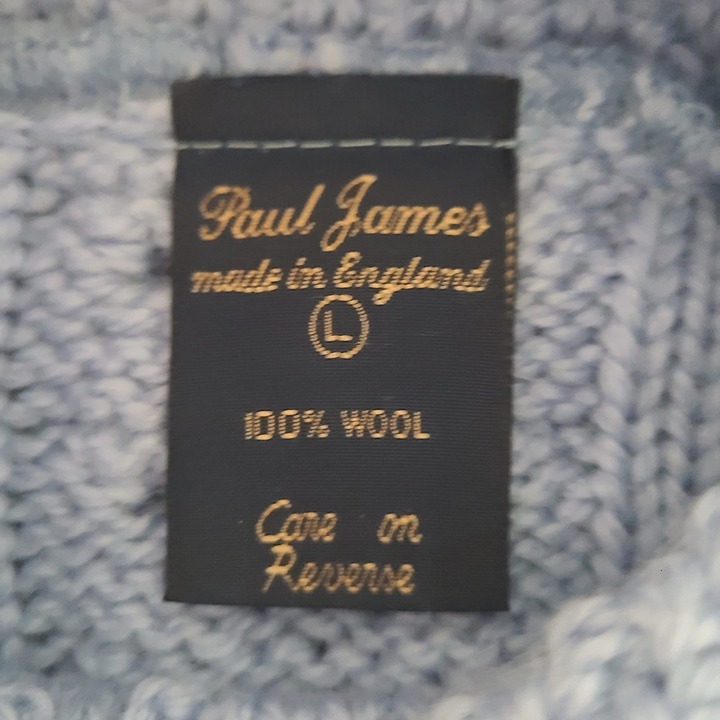 Paul James
made in England
L
100% WOOL
Care on
Reverse